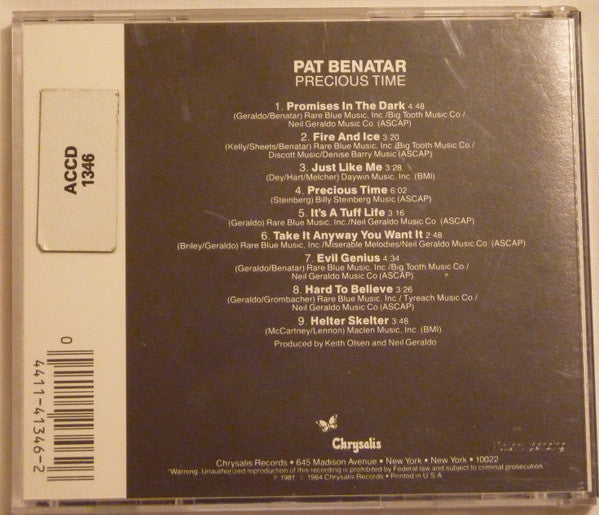 PAT BENATAR
PRECIOUS TIME
1. Promises In The Dark 4:48
(Geraldo/Benatar) Rare Blue Music, Inc./Big Tooth Music Co./
Neil Geraldo Music Co. (ASCAP)
2. Fire And Ice 3:20
(Kelly/Sheets/Benatar) Rare Blue Music, Inc./Big Tooth Music Co./
Discott Music/Denise Barry Music (ASCAP)
3. Just Like Me 3:28
(Dey/Hart/Melcher) Daywin Music, Inc. (BMI)
4. Precious Time 6:02
(Steinberg) Billy Steinberg Music (ASCAP)
5. It's A Tuff Life 3:16
(Geraldo) Rare Blue Music, Inc./Neil Geraldo Music Co. (ASCAP)
6. Take It Anyway You Want It 2:48
(Briley/Geraldo) Rare Blue Music, Inc./Miserable Melodies/Neil Geraldo Music Co. (ASCAP)
7. Evil Genius 4:34
(Geraldo/Benatar) Rare Blue Music, Inc./Big Tooth Music Co./
Neil Geraldo Music Co. (ASCAP)
8. Hard To Believe 3:26
(Geraldo/Grombacher) Rare Blue Music, Inc./ Tyreach Music Co./
Neil Geraldo Music Co. (ASCAP)
9. Helter Skelter 3:48
(McCartney/Lennon) Maclen Music, Inc. (BMI)
Produced by Keith Olsen and Neil Geraldo
Chrysalis
Chrysalis Records • 645 Madison Avenue • New York • New York • 10022
"Warning: Unauthorized reproduction of this recording is prohibited by Federal law and subject to criminal prosecution."
℗ 1981 © 1984 Chrysalis Records • Printed in U.S.A.
ACCD
1346
0
4411-41346-2